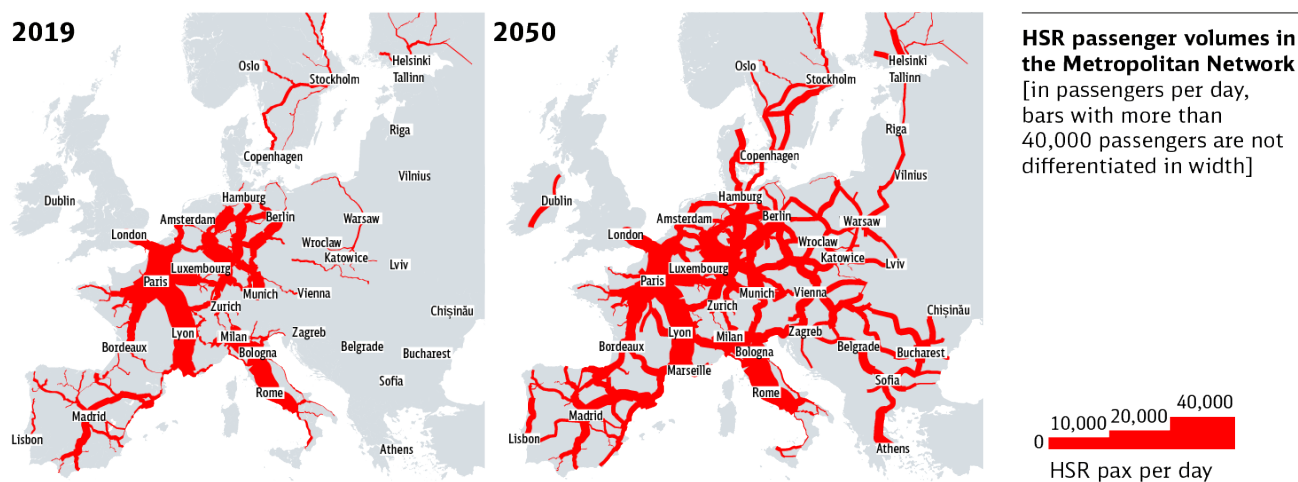 2019
Oslo
Stockholm
Helsinki
Tallinn
Riga
Copenhagen
Vilnius
Dublin
Hamburg
Amsterdam
Berlin
Warsaw
London
Wroclaw
Katowice
Lviv
Luxembourg
Paris
Munich
Vienna
Zurich
Chișinău
Lyon
Milan
Zagreb
Bordeaux
Bologna
Belgrade
Bucharest
Sofia
Rome
Madrid
Lisbon
Athens
2050
Oslo
Stockholm
Helsinki
Tallinn
Riga
Copenhagen
Vilnius
Dublin
Hamburg
Amsterdam
Berlin
Warsaw
London
Wroclaw
Katowice
Lviv
Luxembourg
Paris
Munich
Vienna
Zurich
Chișinău
Lyon
Milan
Zagreb
Bordeaux
Bologna
Belgrade
Bucharest
Marseille
Sofia
Rome
Madrid
Lisbon
Athens
HSR passenger volumes in
the Metropolitan Network
[in passengers per day,
bars with more than
40,000 passengers are not
differentiated in width]
0
10,000
20,000
40,000
HSR pax per day